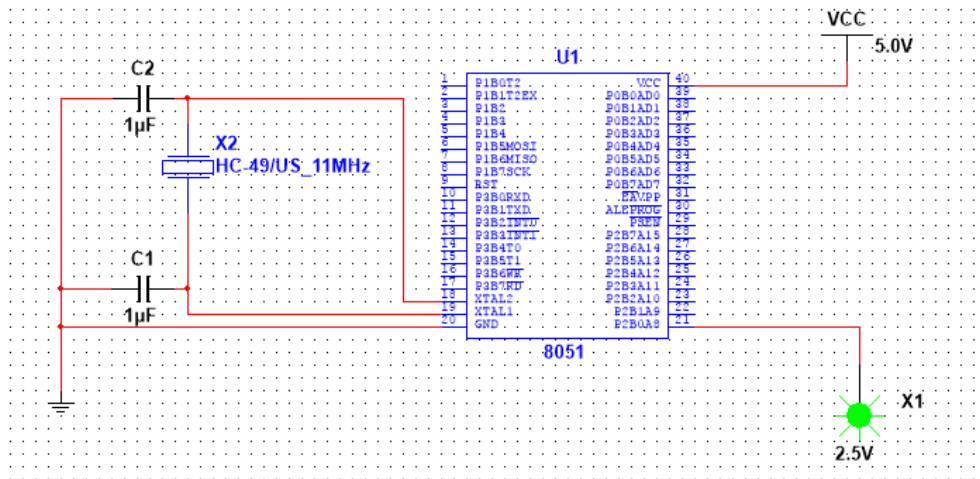 VCC
5.0V
C2
1µF
X2
HC-49/US_11MHz
C1
1µF
U1
1 P1B0T2 VCC 40
2 P1B1T2EX P0B0AD0 39
3 P1B2 P0B1AD1 38
4 P1B3 P0B2AD2 37
5 P1B4 P0B3AD3 36
6 P1B5MOSI P0B4AD4 35
7 P1B6MISO P0B5AD5 34
8 P1B7SCK P0B6AD6 33
9 RST P0B7AD7 32
10 P3B0RXD EAVPP 31
11 P3B1TXD ALEPROG 30
12 P3B2INT0 PSEN 29
13 P3B3INT1 P2B7A15 28
14 P3B4T0 P2B6A14 27
15 P3B5T1 P2B5A13 26
16 P3B6WR P2B4A12 25
17 P3B7RD P2B3A11 24
18 XTAL2 P2B2A10 23
19 XTAL1 P2B1A9 22
20 GND P2B0A8 21
8051
X1
2.5V